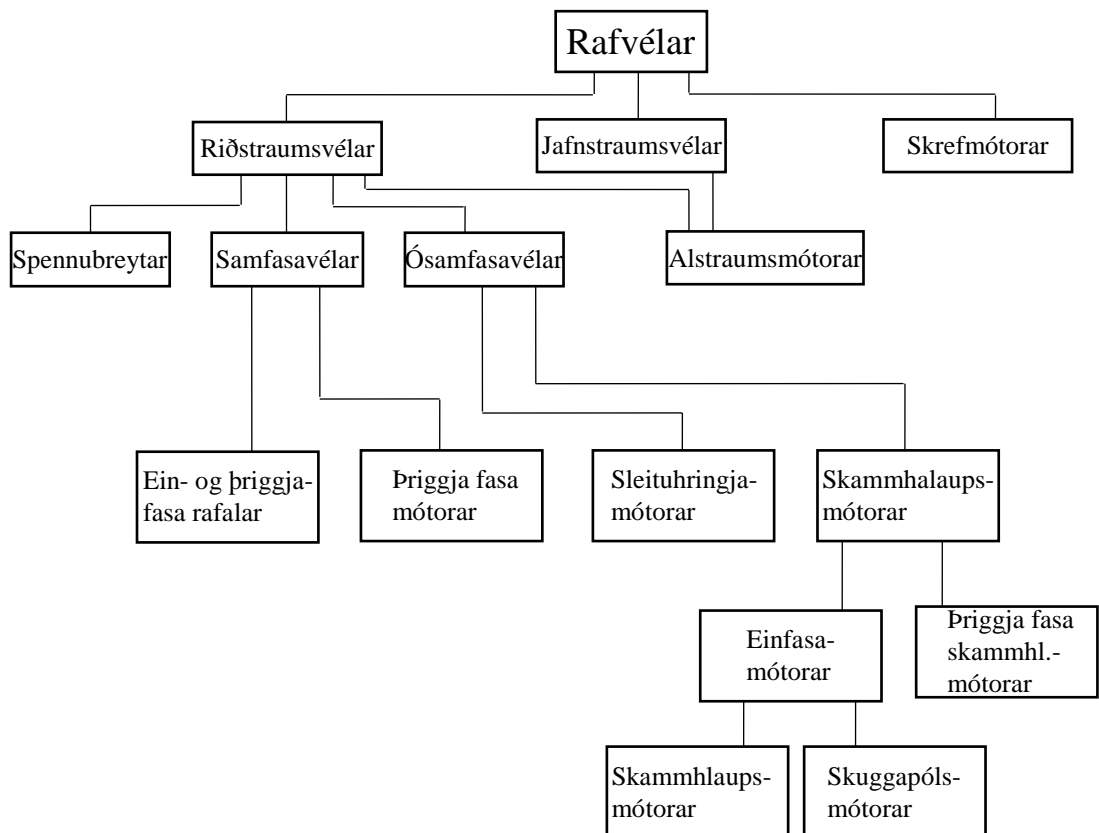 Rafvélar
Riðstraumsvélar
Jafnstraumsvélar
Skrefmótorar
Spennubreytar
Samfasavélar
Ósamfasavélar
Alstraumsmótorar
Ein- og þriggja-
fasa rafalar
Þriggja fasa
mótorar
Sleituhringja-
mótorar
Skammhalaups-
mótorar
Einfasa-
mótorar
Þriggja fasa
skammhl.-
mótorar
Skammhlaups-
mótorar
Skuggapóls-
mótorar